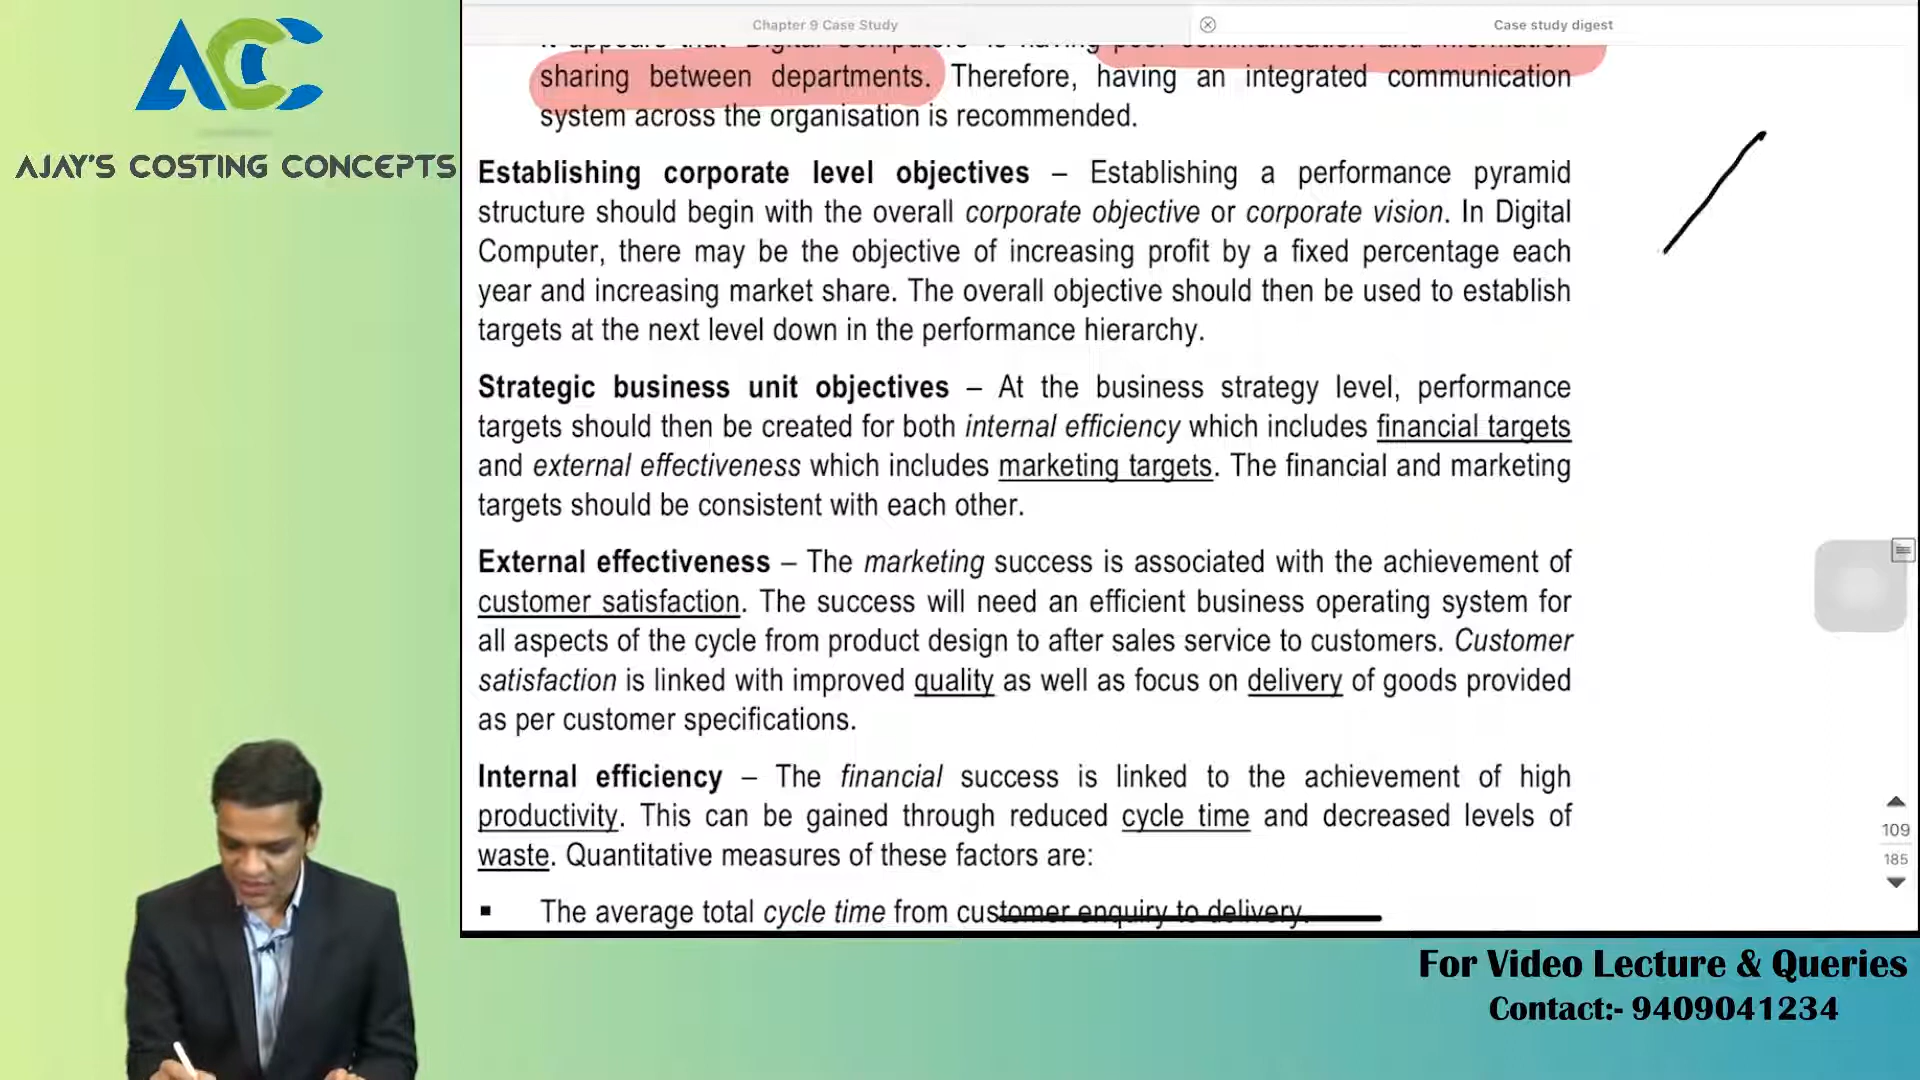 ACC
AJAY'S COSTING CONCEPTS
Chapter 9 Case Study
Case study digest
It appears that Digital Computers is having poor communication and information
sharing between departments. Therefore, having an integrated communication
system across the organisation is recommended.
Establishing corporate level objectives – Establishing a performance pyramid
structure should begin with the overall corporate objective or corporate vision. In Digital
Computer, there may be the objective of increasing profit by a fixed percentage each
year and increasing market share. The overall objective should then be used to establish
targets at the next level down in the performance hierarchy.
Strategic business unit objectives – At the business strategy level, performance
targets should then be created for both internal efficiency which includes financial targets
and external effectiveness which includes marketing targets. The financial and marketing
targets should be consistent with each other.
External effectiveness – The marketing success is associated with the achievement of
customer satisfaction. The success will need an efficient business operating system for
all aspects of the cycle from product design to after sales service to customers. Customer
satisfaction is linked with improved quality as well as focus on delivery of goods provided
as per customer specifications.
Internal efficiency – The financial success is linked to the achievement of high
productivity. This can be gained through reduced cycle time and decreased levels of
waste. Quantitative measures of these factors are:
▪ The average total cycle time from customer enquiry to delivery.
109
185
For Video Lecture & Queries
Contact:- 9409041234